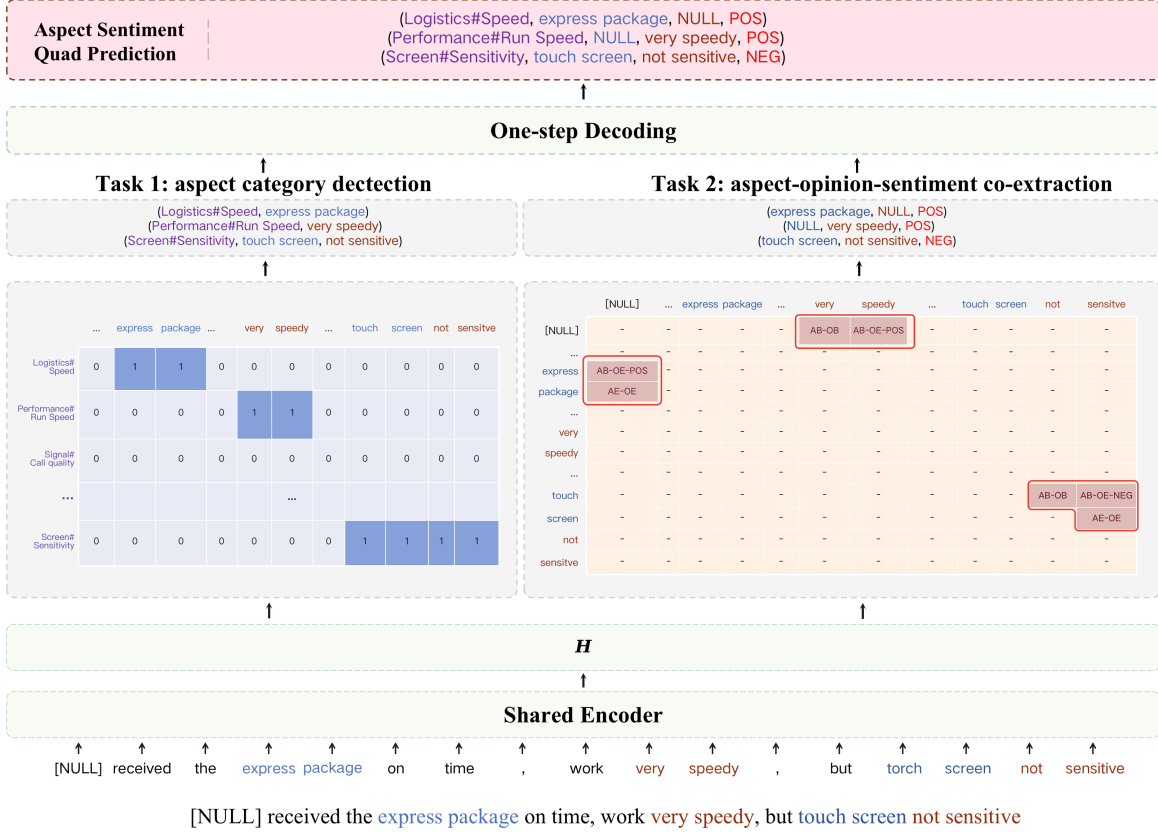 Aspect Sentiment
Quad Prediction
(Logistics#Speed, express package, NULL, POS)
(Performance#Run Speed, NULL, very speedy, POS)
(Screen#Sensitivity, touch screen, not sensitive, NEG)
One-step Decoding
Task 1: aspect category dectection
(Logistics#Speed, express package)
(Performance#Run Speed, very speedy)
(Screen#Sensitivity, touch screen, not sensitive)
... express package ... very speedy ... touch screen not sensitve
Logistics#
Speed
0 1 1 0 0 0 0 0 0 0 0
Performance#
Run Speed
0 0 0 0 1 1 0 0 0 0 0
Signal#
Call quality
0 0 0 0 0 0 0 0 0 0 0
... ...
Screen#
Sensitivity
0 0 0 0 0 0 0 1 1 1 1
Task 2: aspect-opinion-sentiment co-extraction
(express package, NULL, POS)
(NULL, very speedy, POS)
(touch screen, not sensitive, NEG)
[NULL] ... express package ... very speedy ... touch screen not sensitve
[NULL] - - - - - AB-OB AB-OE-POS - - - - -
... - - - - - - - - - - - -
express AB-OE-POS - - - - - - - - - - -
package AE-OE - - - - - - - - - - -
... - - - - - - - - - - - -
very - - - - - - - - - - - -
speedy - - - - - - - - - - - -
... - - - - - - - - - - - -
touch - - - - - - - - - - AB-OB AB-OE-NEG
screen - - - - - - - - - - - AE-OE
not - - - - - - - - - - - -
sensitve - - - - - - - - - - - -
H
Shared Encoder
[NULL] received the express package on time , work very speedy , but torch screen not sensitive
[NULL] received the express package on time, work very speedy, but touch screen not sensitive